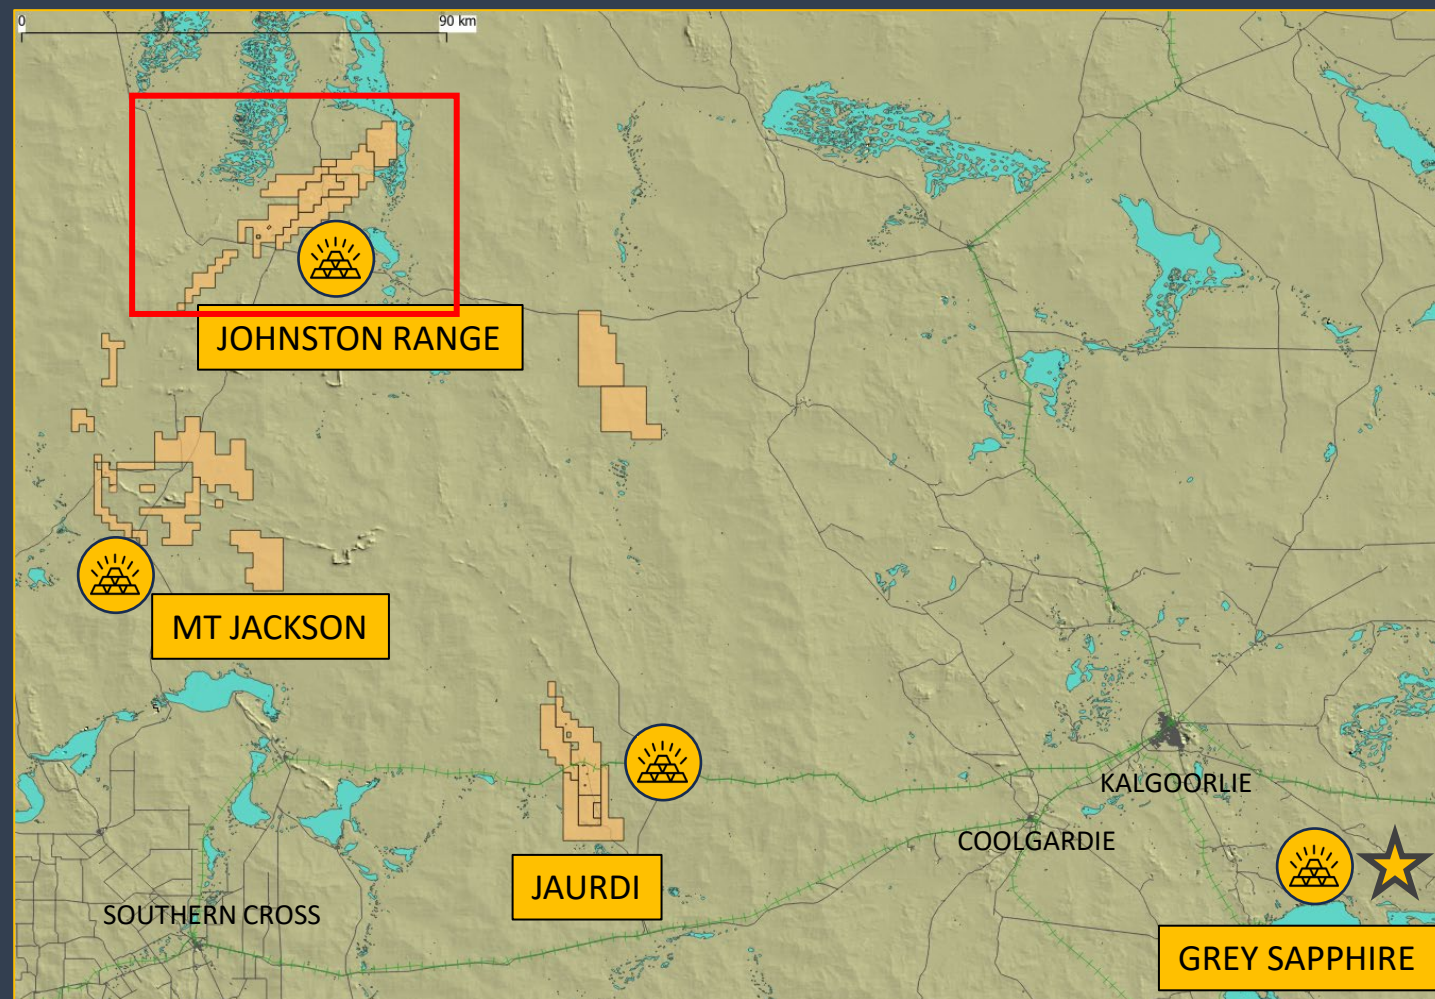 0
90 km
JOHNSTON RANGE
MT JACKSON
KALGOORLIE
COOLGARDIE
JAURDI
SOUTHERN CROSS
GREY SAPPHIRE